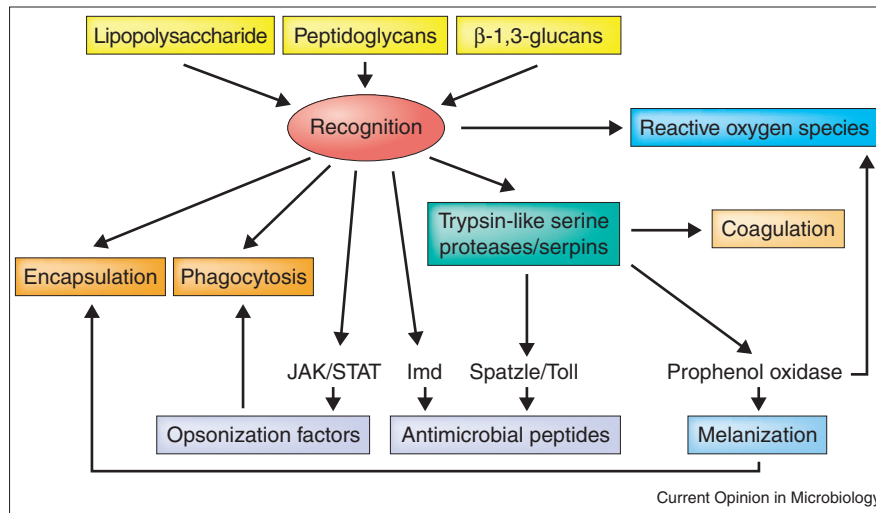 Lipopolysaccharide
Peptidoglycans
β-1,3-glucans
Recognition
Reactive oxygen species
Trypsin-like serine
proteases/serpins
Coagulation
Encapsulation
Phagocytosis
JAK/STAT
Imd
Spatzle/Toll
Prophenol oxidase
Opsonization factors
Antimicrobial peptides
Melanization
Current Opinion in Microbiology